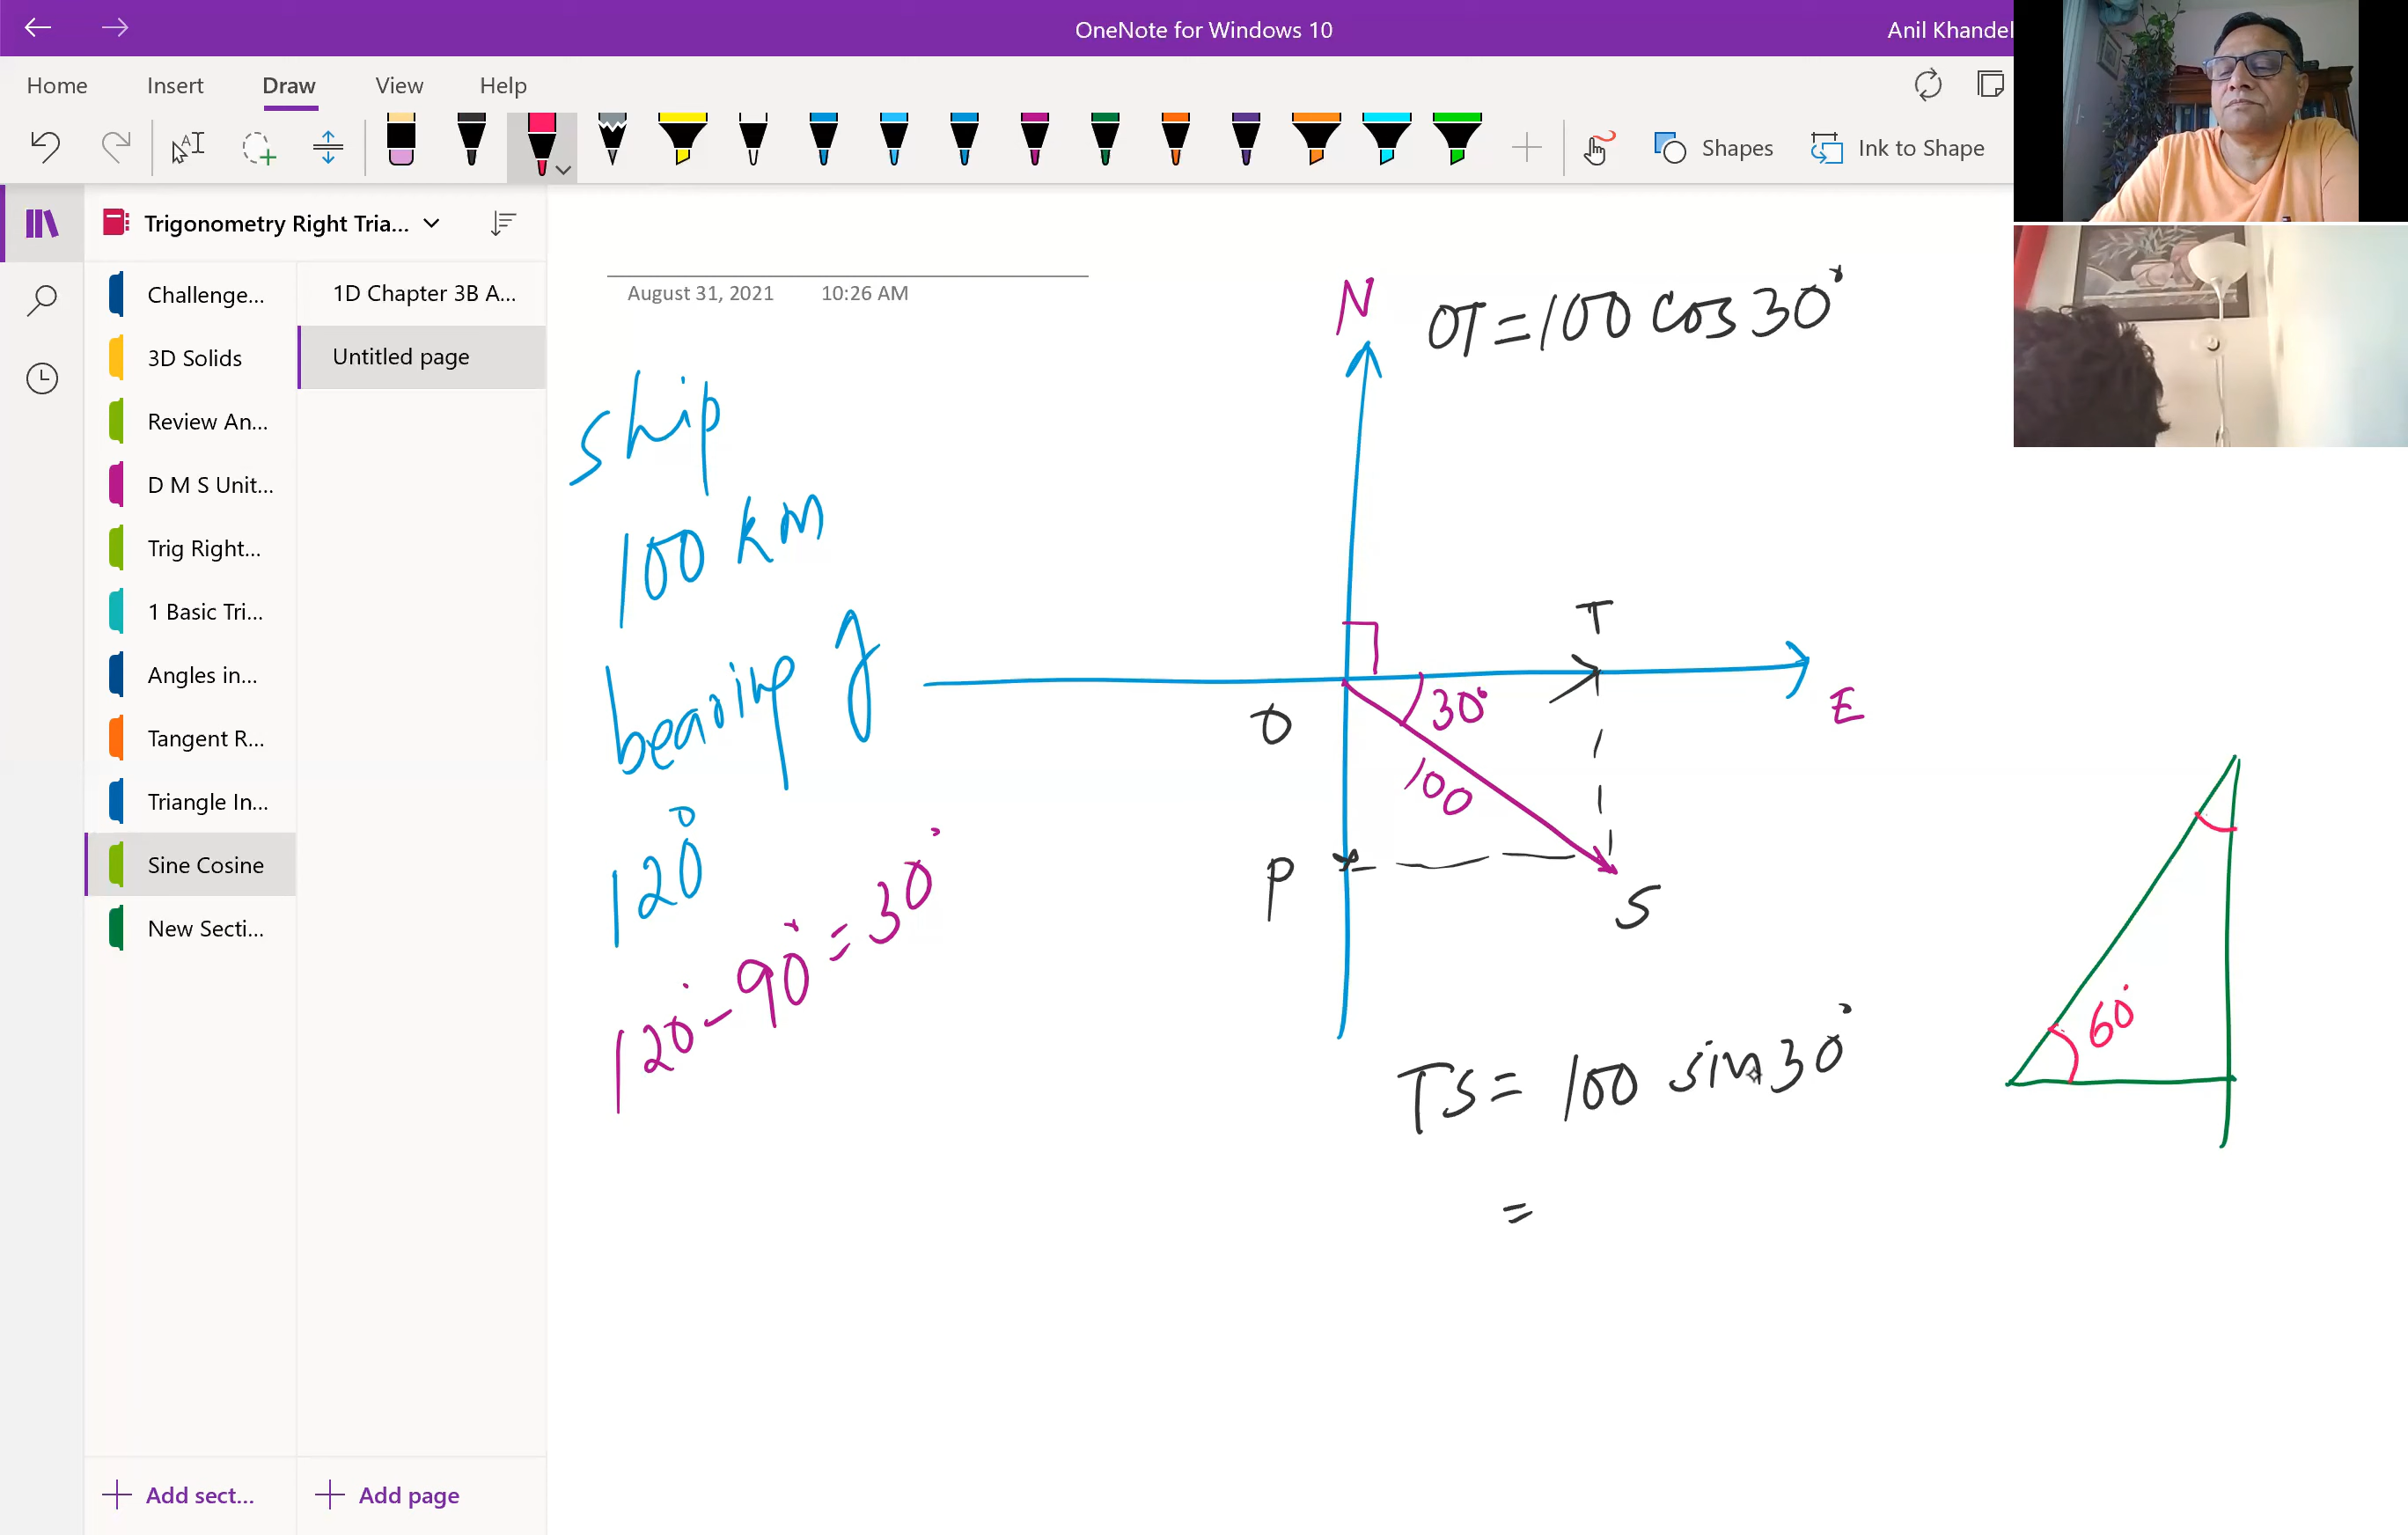 OneNote for Windows 10
Anil Khandel
Home Insert Draw View Help
Shapes Ink to Shape
Trigonometry Right Tria...
Challenge...
3D Solids
Review An...
D M S Unit...
Trig Right...
1 Basic Tri...
Angles in...
Tangent R...
Triangle In...
Sine Cosine
New Secti...
Add sect...
1D Chapter 3B A...
Untitled page
Add page
August 31, 2021 10:26 AM
ship
100 km
bearing of
120°
120° - 90° = 30°
N
OT = 100 cos 30°
T
E
O
30°
100
P
S
TS = 100 sin 30°
=
60°